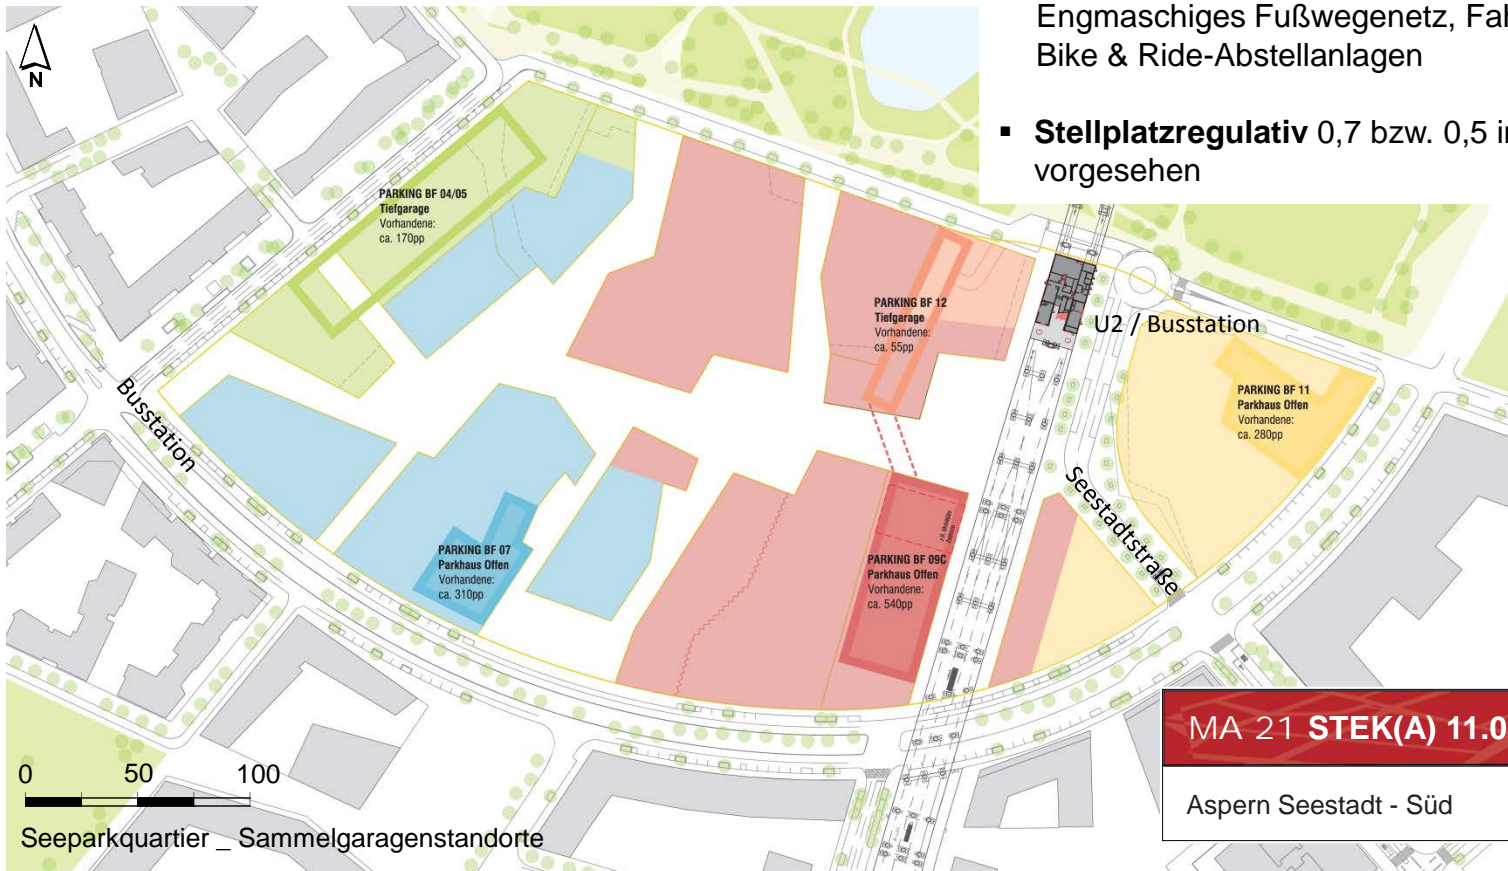 Engmaschiges Fußwegenetz, Fah
Bike & Ride-Abstellanlagen
▪ Stellplatzregulativ 0,7 bzw. 0,5 i
vorgesehen
N
PARKING BF 04/05
Tiefgarage
Vorhandene:
ca. 170pp
PARKING BF 12
Tiefgarage
Vorhandene:
ca. 55pp
U2 / Busstation
PARKING BF 11
Parkhaus Offen
Vorhandene:
ca. 280pp
Busstation
Seestadtstraße
PARKING BF 07
Parkhaus Offen
Vorhandene:
ca. 310pp
PARKING BF 09C
Parkhaus Offen
Vorhandene:
ca. 540pp
MA 21 STEK(A) 11.0
Aspern Seestadt - Süd
0 50 100
Seeparkquartier _ Sammelgaragenstandorte